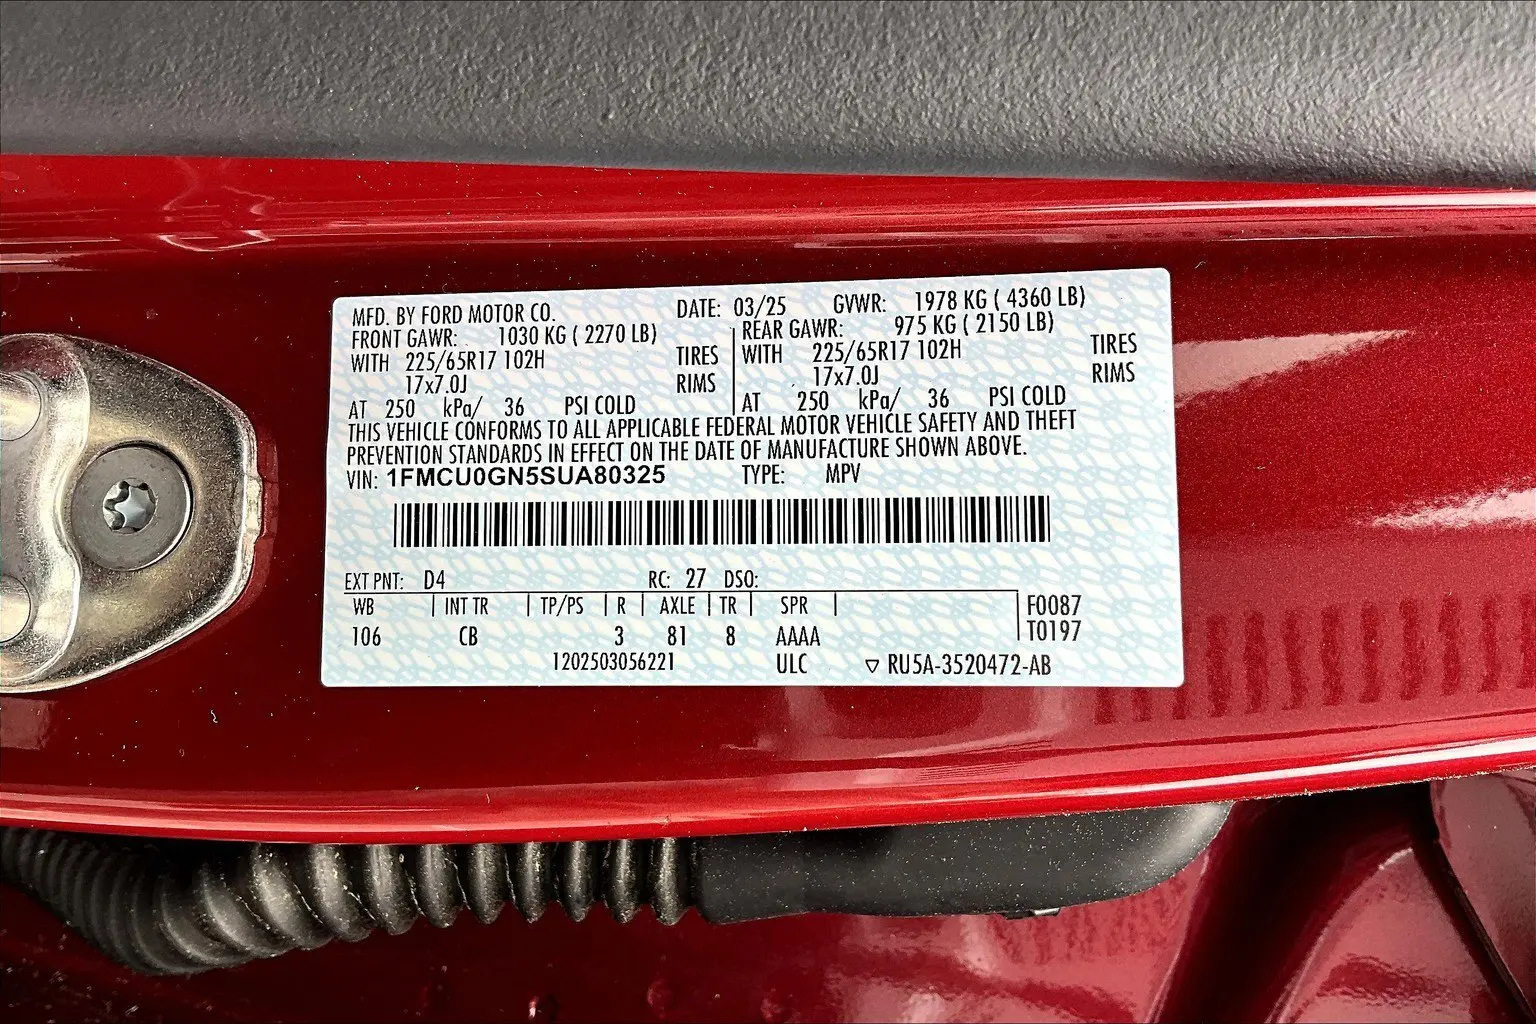 MFD. BY FORD MOTOR CO. DATE: 03/25 GVWR: 1978 KG ( 4360 LB)
FRONT GAWR: 1030 KG ( 2270 LB) REAR GAWR: 975 KG ( 2150 LB)
WITH 225/65R17 102H TIRES WITH 225/65R17 102H TIRES
17x7.0J RIMS 17x7.0J RIMS
AT 250 kPa/ 36 PSI COLD AT 250 kPa/ 36 PSI COLD
THIS VEHICLE CONFORMS TO ALL APPLICABLE FEDERAL MOTOR VEHICLE SAFETY AND THEFT
PREVENTION STANDARDS IN EFFECT ON THE DATE OF MANUFACTURE SHOWN ABOVE.
VIN: 1FMCU0GN5SUA80325 TYPE: MPV
EXT PNT: D4 RC: 27 DSO:
WB INT TR TP/PS R AXLE TR SPR F0087
106 CB 3 81 8 AAAA T0197
1202503056221 ULC ▽ RU5A-3520472-AB